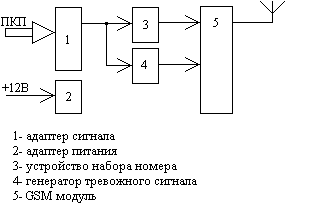 ПКП
1
3
5
4
+12В
2
1- адаптер сигнала
2- адаптер питания
3- устройство набора номера
4- генератор тревожного сигнала
5- GSM модуль